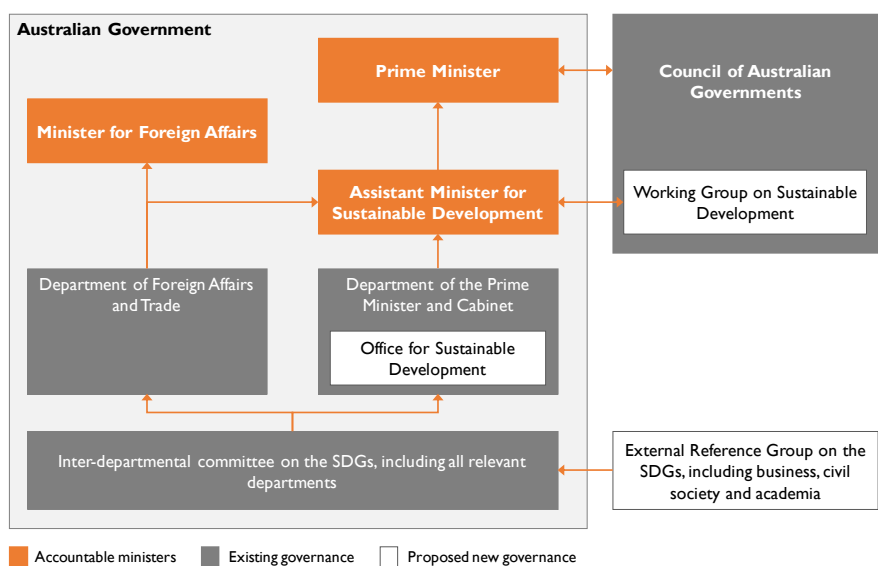 Australian Government
Prime Minister
Council of Australian
Governments
Minister for Foreign Affairs
Assistant Minister for
Sustainable Development
Working Group on Sustainable
Development
Department of Foreign Affairs
and Trade
Department of the Prime
Minister and Cabinet
Office for Sustainable
Development
Inter-departmental committee on the SDGs, including all relevant
departments
External Reference Group on the
SDGs, including business, civil
society and academia
Accountable ministers
Existing governance
Proposed new governance